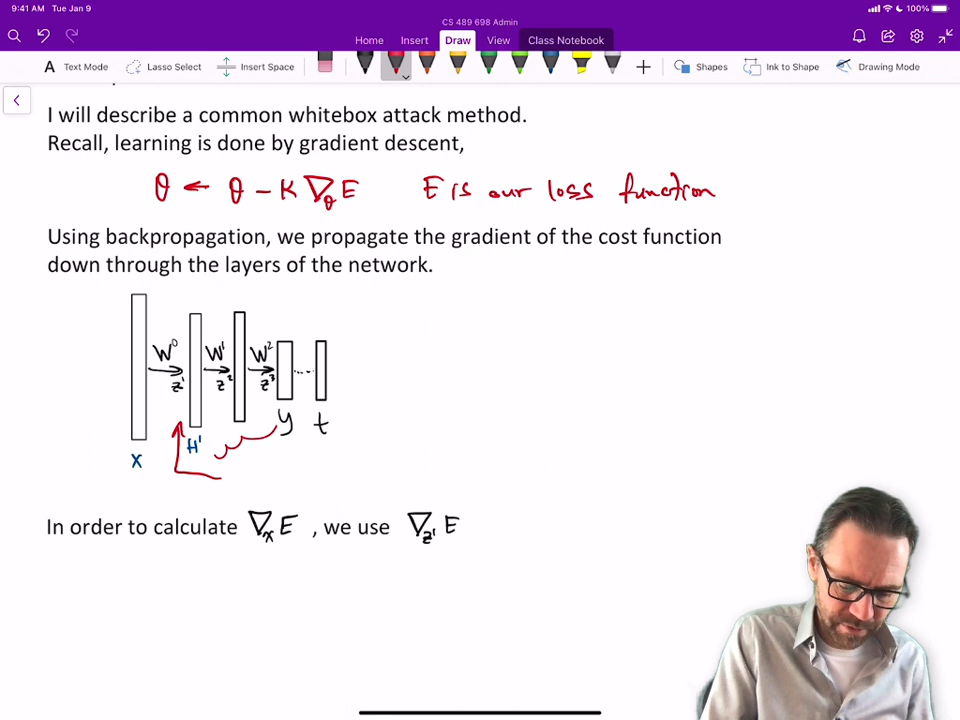 9:41 AM Tue Jan 9
100%
CS 489 698 Admin
Home Insert Draw View Class Notebook
Text Mode Lasso Select Insert Space Shapes Ink to Shape Drawing Mode
I will describe a common whitebox attack method.
Recall, learning is done by gradient descent,
θ ← θ - K ∇θ E E is our loss function
Using backpropagation, we propagate the gradient of the cost function
down through the layers of the network.
W⁰ W¹ W²
z¹ z² z³
y t
H¹
x
In order to calculate ∇x E , we use ∇z¹ E